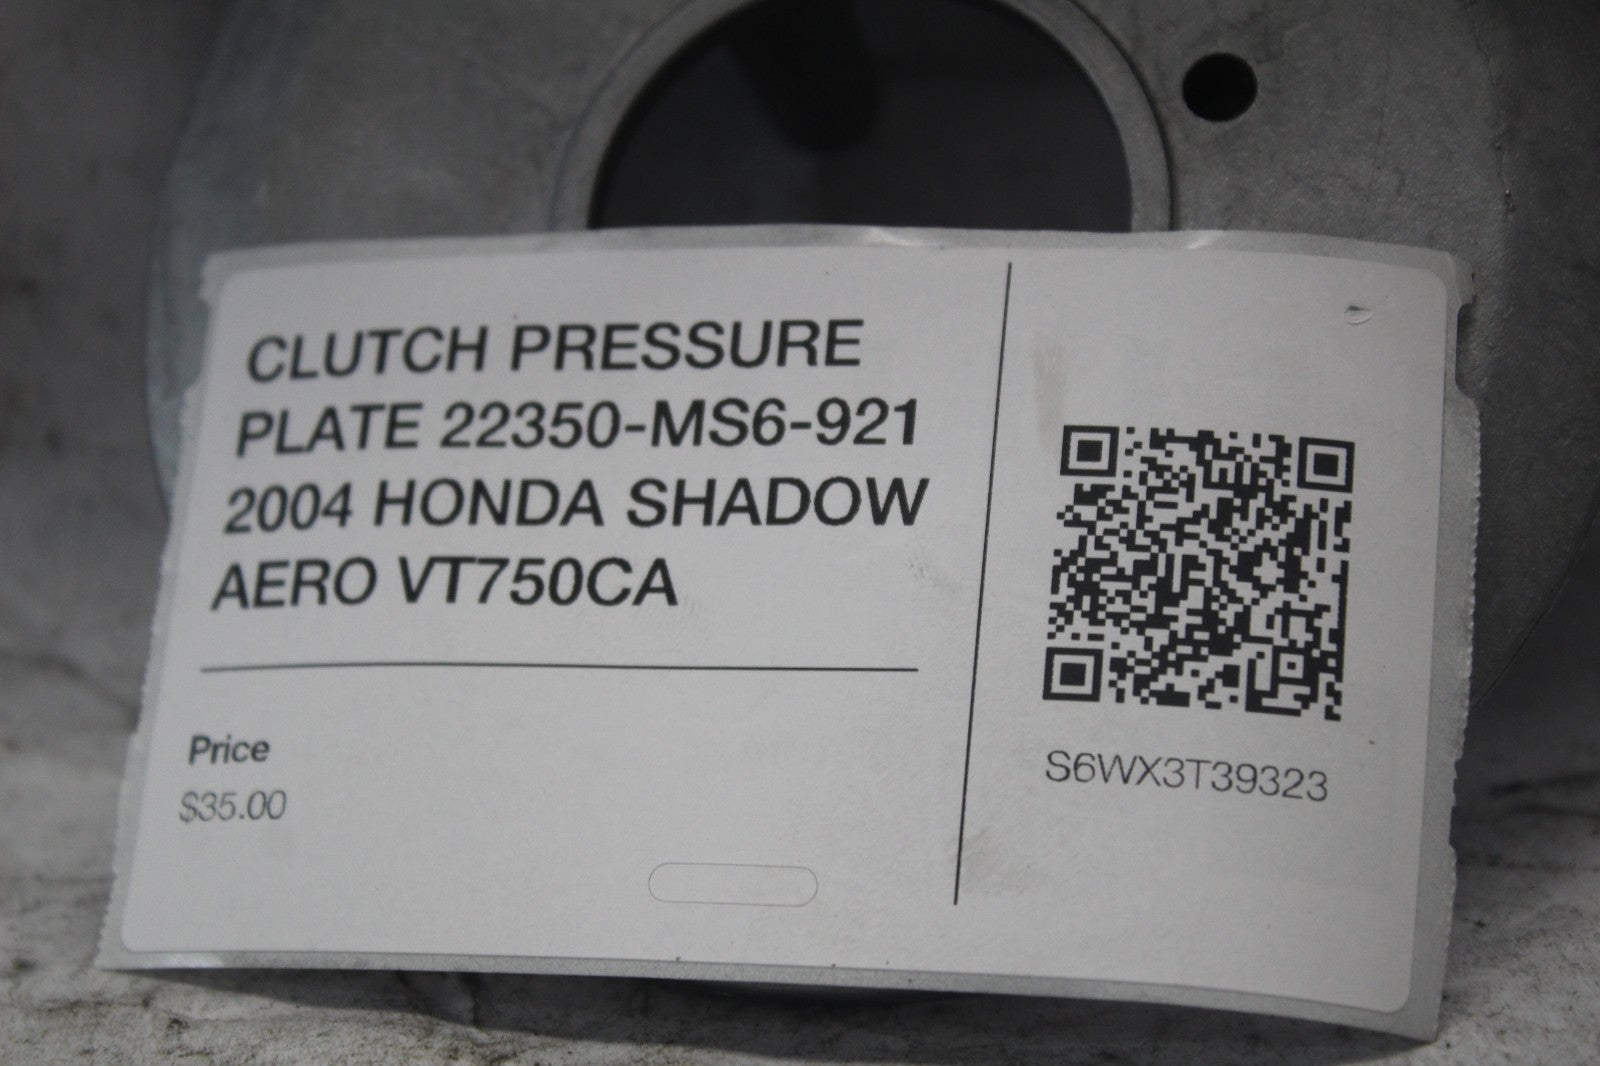 CLUTCH PRESSURE
PLATE 22350-MS6-921
2004 HONDA SHADOW
AERO VT750CA
Price
$35.00
S6WX3T39323